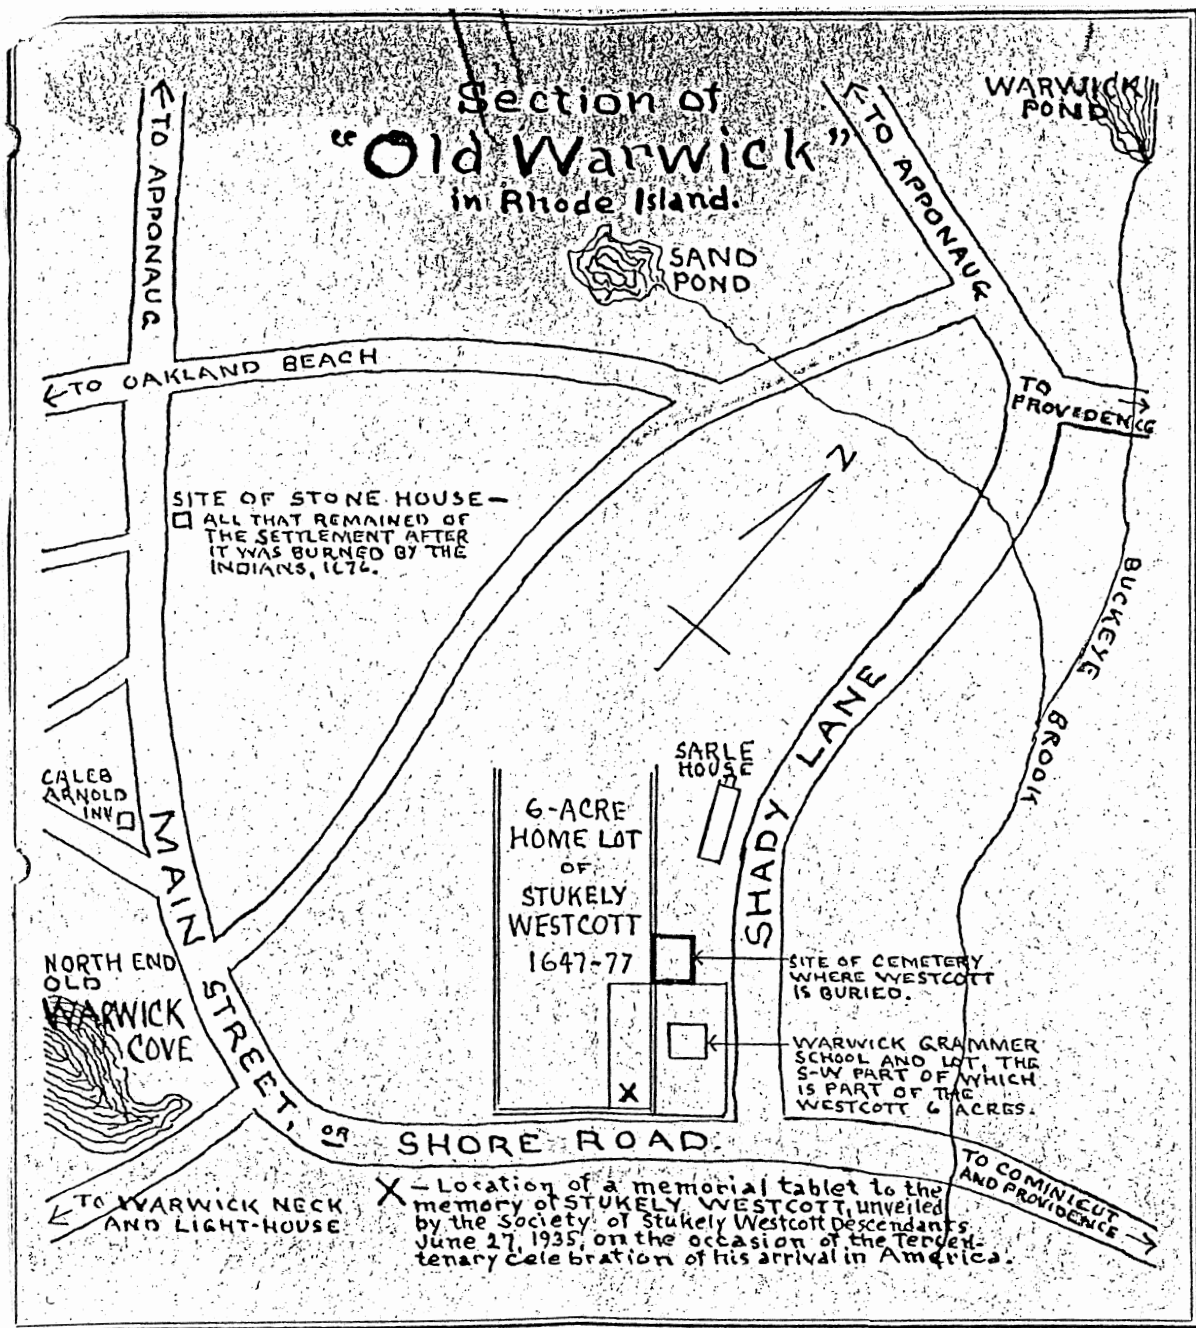 Section of
"Old Warwick"
in Rhode Island.
WARWICK
POND
TO APPONAUG
TO APPONAUG
SAND
POND
TO OAKLAND BEACH
TO
PROVIDENCE
N
SITE OF STONE HOUSE—
ALL THAT REMAINED OF
THE SETTLEMENT AFTER
IT WAS BURNED BY THE
INDIANS, 1676.
BUCKEYE
BROOK
SHADY LANE
SARLE
HOUSE
CALEB
ARNOLD
INN
6-ACRE
HOME LOT
OF
STUKELY
WESTCOTT
1647-77
MAIN STREET, OR SHORE ROAD.
SITE OF CEMETERY
WHERE WESTCOTT
IS BURIED.
NORTH END
OLD
WARWICK
COVE
WARWICK GRAMMER
SCHOOL AND LOT, THE
S-W PART OF WHICH
IS PART OF THE
WESTCOTT 6 ACRES.
X
TO COMINICUT
AND PROVIDENCE
TO WARWICK NECK
AND LIGHT-HOUSE
X — Location of a memorial tablet to the
memory of STUKELY WESTCOTT, unveiled
by the Society of Stukely Westcott Descendants
June 27, 1935, on the occasion of the Tercen-
tenary Celebration of his arrival in America.